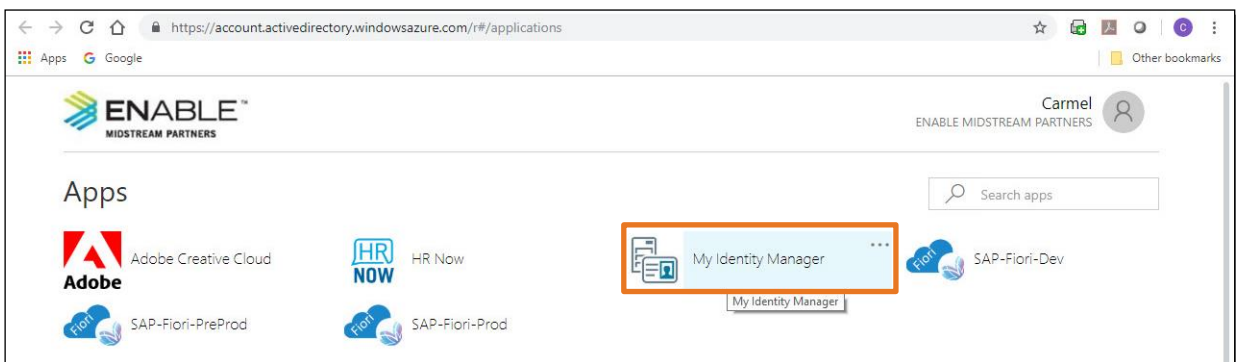 https://account.activedirectory.windowsazure.com/r#/applications
C
Apps
Google
Other bookmarks
ENABLE™
MIDSTREAM PARTNERS
Carmel
ENABLE MIDSTREAM PARTNERS
Apps
Search apps
Adobe
Adobe Creative Cloud
HR
NOW
HR Now
My Identity Manager
...
Fiori
SAP-Fiori-Dev
My Identity Manager
Fiori
SAP-Fiori-PreProd
Fiori
SAP-Fiori-Prod